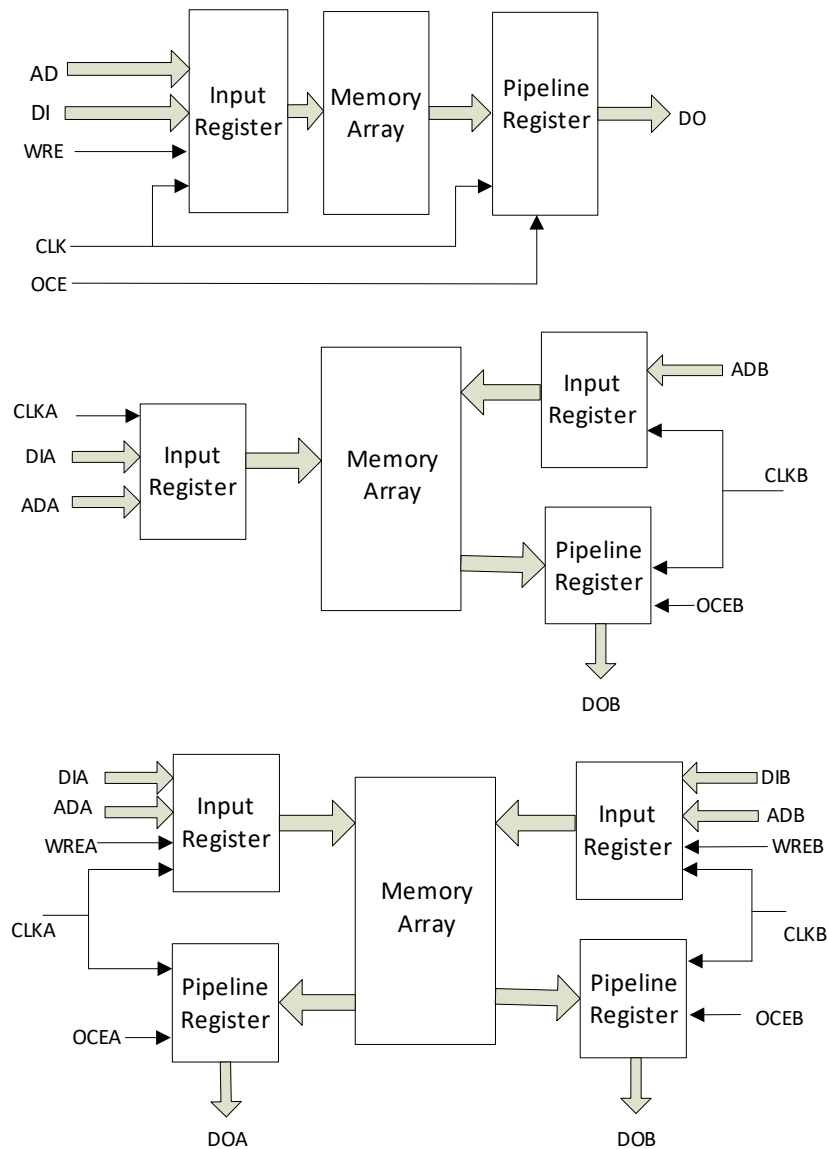 AD
DI
WRE
CLK
OCE
Input
Register
Memory
Array
Pipeline
Register
DO
CLKA
DIA
ADA
Input
Register
Memory
Array
Input
Register
ADB
CLKB
Pipeline
Register
OCEB
DOB
DIA
ADA
WREA
CLKA
OCEA
Input
Register
Pipeline
Register
DOA
Memory
Array
Input
Register
DIB
ADB
WREB
CLKB
Pipeline
Register
OCEB
DOB